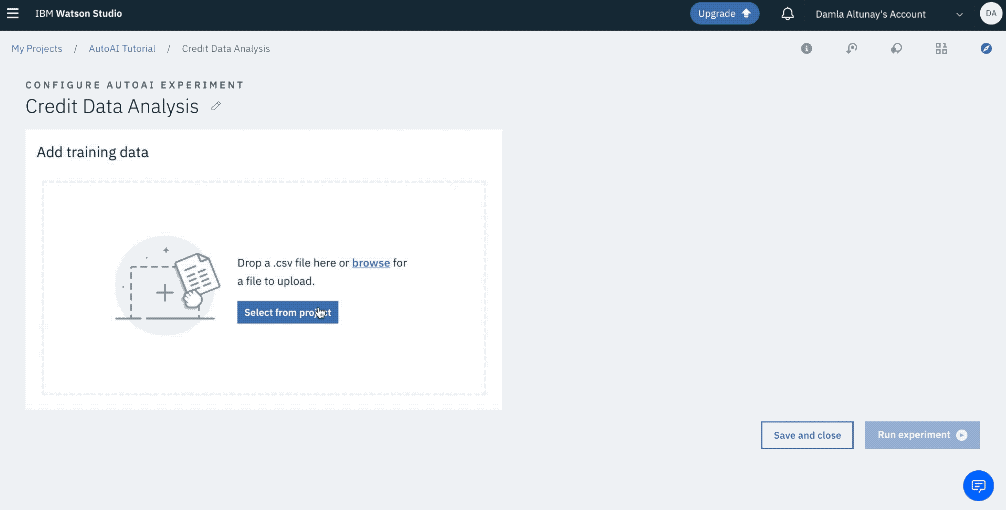 IBM Watson Studio
Upgrade
Damla Altunay's Account
DA
My Projects / AutoAI Tutorial / Credit Data Analysis
CONFIGURE AUTOAI EXPERIMENT
Credit Data Analysis
Add training data
Drop a .csv file here or browse for
a file to upload.
Select from project
Save and close
Run experiment